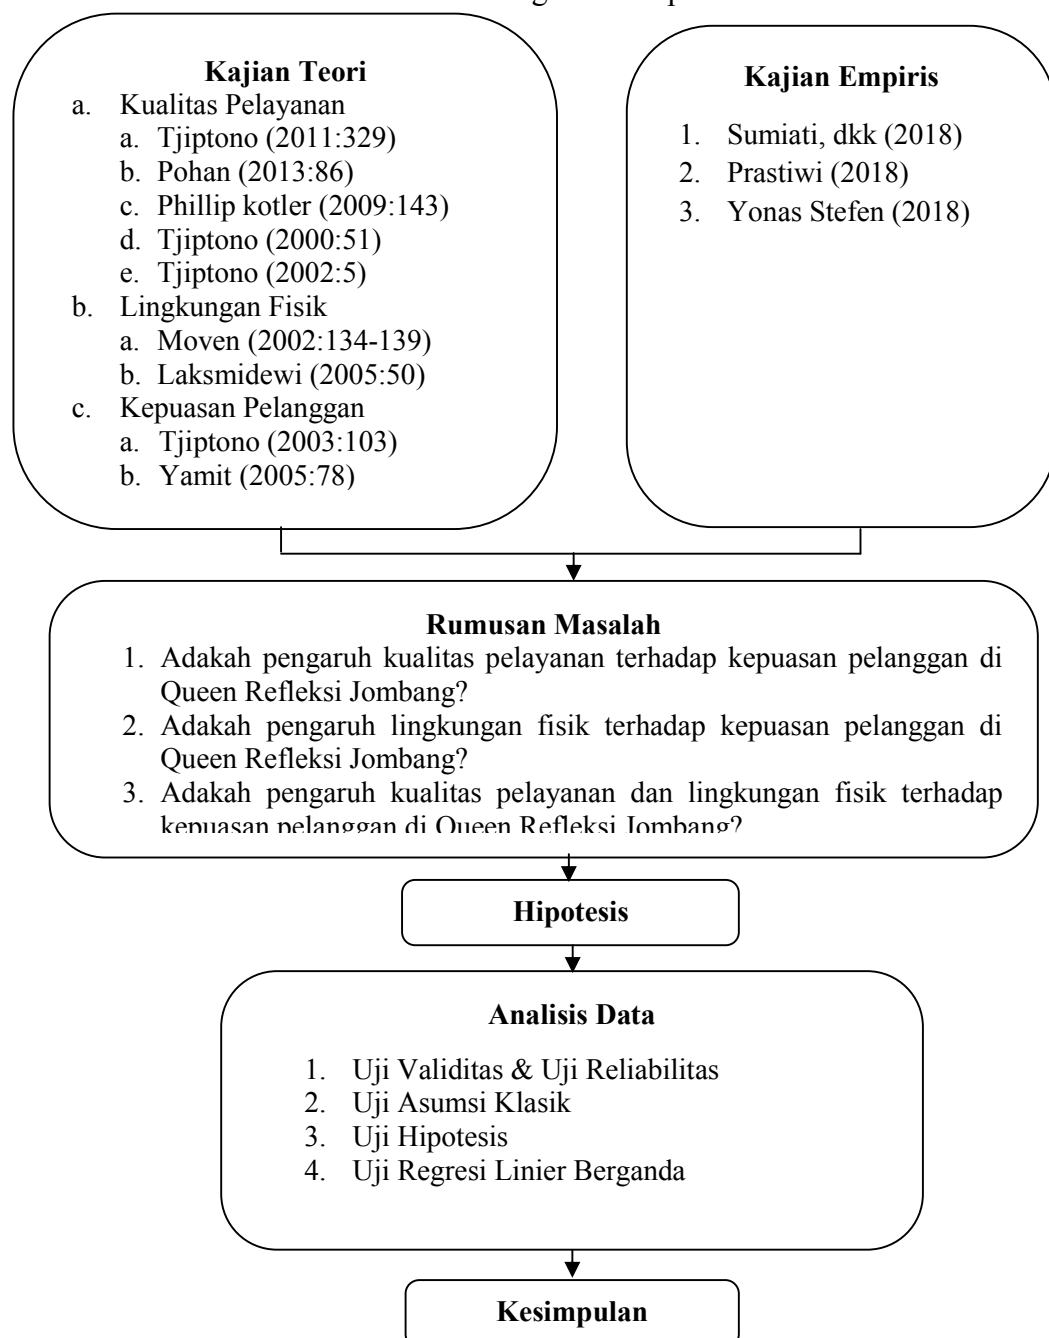 Kajian Teori
a. Kualitas Pelayanan
a. Tjiptono (2011:329)
b. Pohan (2013:86)
c. Phillip kotler (2009:143)
d. Tjiptono (2000:51)
e. Tjiptono (2002:5)
b. Lingkungan Fisik
a. Moven (2002:134-139)
b. Laksmidewi (2005:50)
c. Kepuasan Pelanggan
a. Tjiptono (2003:103)
b. Yamit (2005:78)
Kajian Empiris
1. Sumiati, dkk (2018)
2. Prastiwi (2018)
3. Yonas Stefen (2018)
Rumusan Masalah
1. Adakah pengaruh kualitas pelayanan terhadap kepuasan pelanggan di
Queen Refleksi Jombang?
2. Adakah pengaruh lingkungan fisik terhadap kepuasan pelanggan di
Queen Refleksi Jombang?
3. Adakah pengaruh kualitas pelayanan dan lingkungan fisik terhadap
kepuasan pelanggan di Queen Refleksi Jombang?
Hipotesis
Analisis Data
1. Uji Validitas & Uji Reliabilitas
2. Uji Asumsi Klasik
3. Uji Hipotesis
4. Uji Regresi Linier Berganda
Kesimpulan